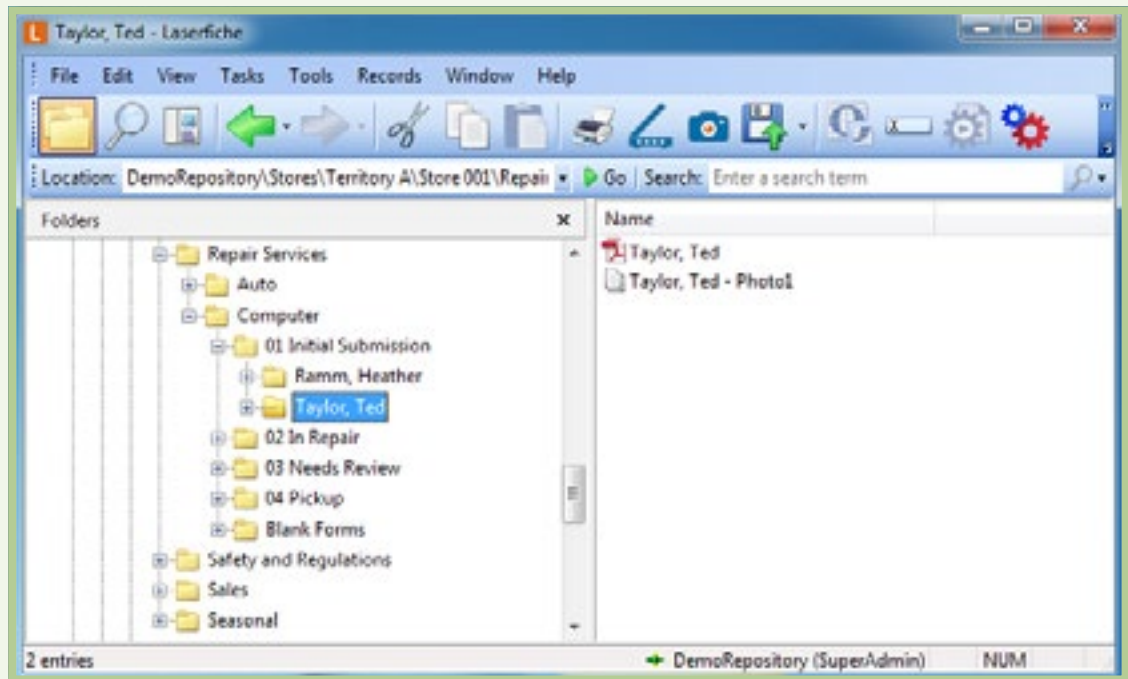 Taylor, Ted - Laserfiche
File Edit View Tasks Tools Records Window Help
Location: DemoRepository\Stores\Territory A\Store 001\Repair Go Search: Enter a search term
Folders x Name
Repair Services
Auto
Computer
01 Initial Submission
Ramm, Heather
Taylor, Ted
02 In Repair
03 Needs Review
04 Pickup
Blank Forms
Safety and Regulations
Sales
Seasonal
Taylor, Ted
Taylor, Ted - Photo1
2 entries DemoRepository (SuperAdmin) NUM